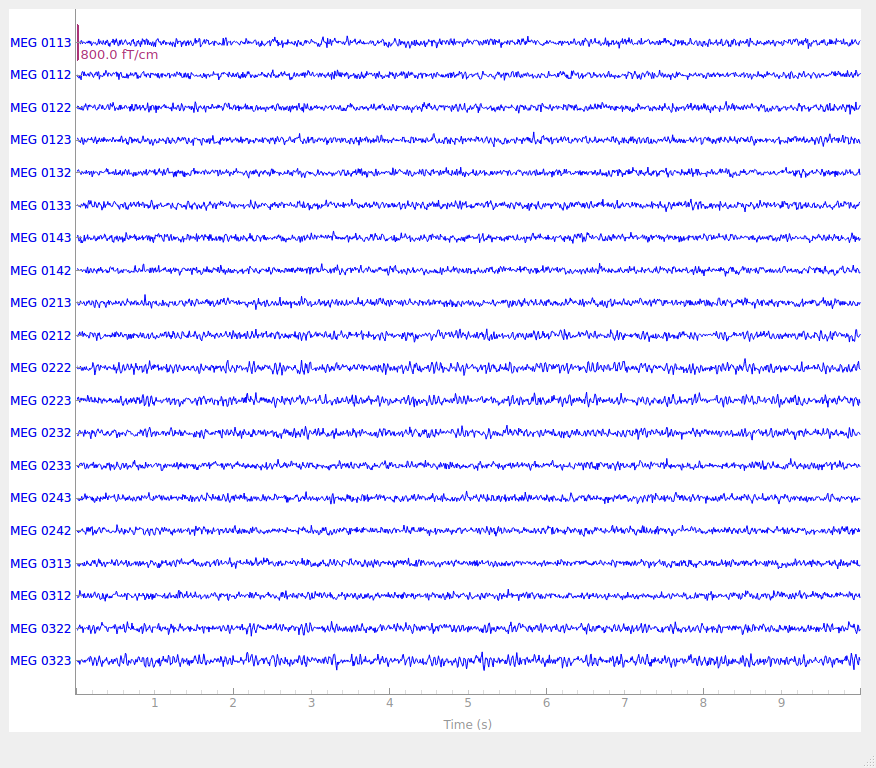 MEG 0113
800.0 fT/cm
MEG 0112
MEG 0122
MEG 0123
MEG 0132
MEG 0133
MEG 0143
MEG 0142
MEG 0213
MEG 0212
MEG 0222
MEG 0223
MEG 0232
MEG 0233
MEG 0243
MEG 0242
MEG 0313
MEG 0312
MEG 0322
MEG 0323
1 2 3 4 5 6 7 8 9
Time (s)